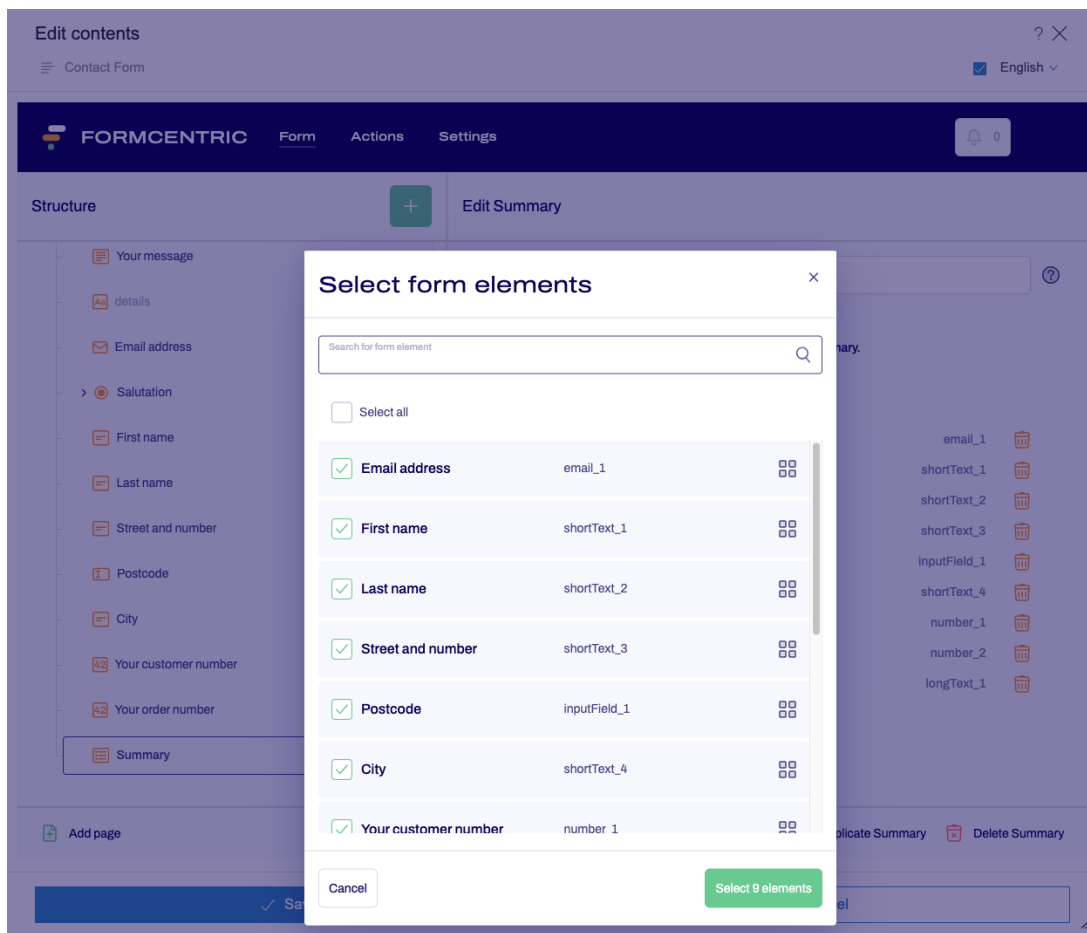 Edit contents
?
Contact Form
English
FORMCENTRIC
Form
Actions
Settings
0
Structure
+
Edit Summary
Your message
Aa details
Email address
Salutation
First name
Last name
Street and number
Postcode
City
42 Your customer number
42 Your order number
Summary
?
email_1
shortText_1
shortText_2
shortText_3
inputField_1
shortText_4
number_1
number_2
longText_1
Select form elements
Search for form element
Select all
Email address email_1
First name shortText_1
Last name shortText_2
Street and number shortText_3
Postcode inputField_1
City shortText_4
Your customer number number_1
Cancel
Select 9 elements
Add page
Delete Summary